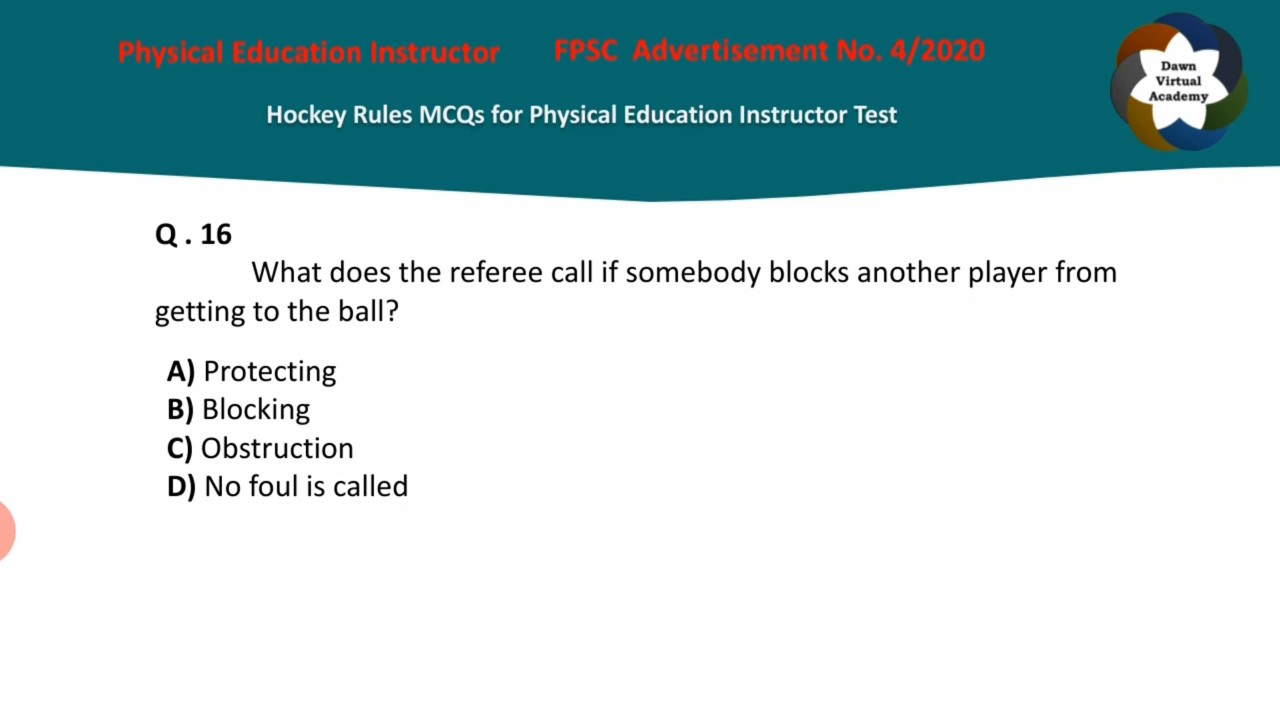 Physical Education Instructor FPSC Advertisement No. 4/2020
Hockey Rules MCQs for Physical Education Instructor Test
Dawn
Virtual
Academy
Q . 16
What does the referee call if somebody blocks another player from
getting to the ball?
A) Protecting
B) Blocking
C) Obstruction
D) No foul is called